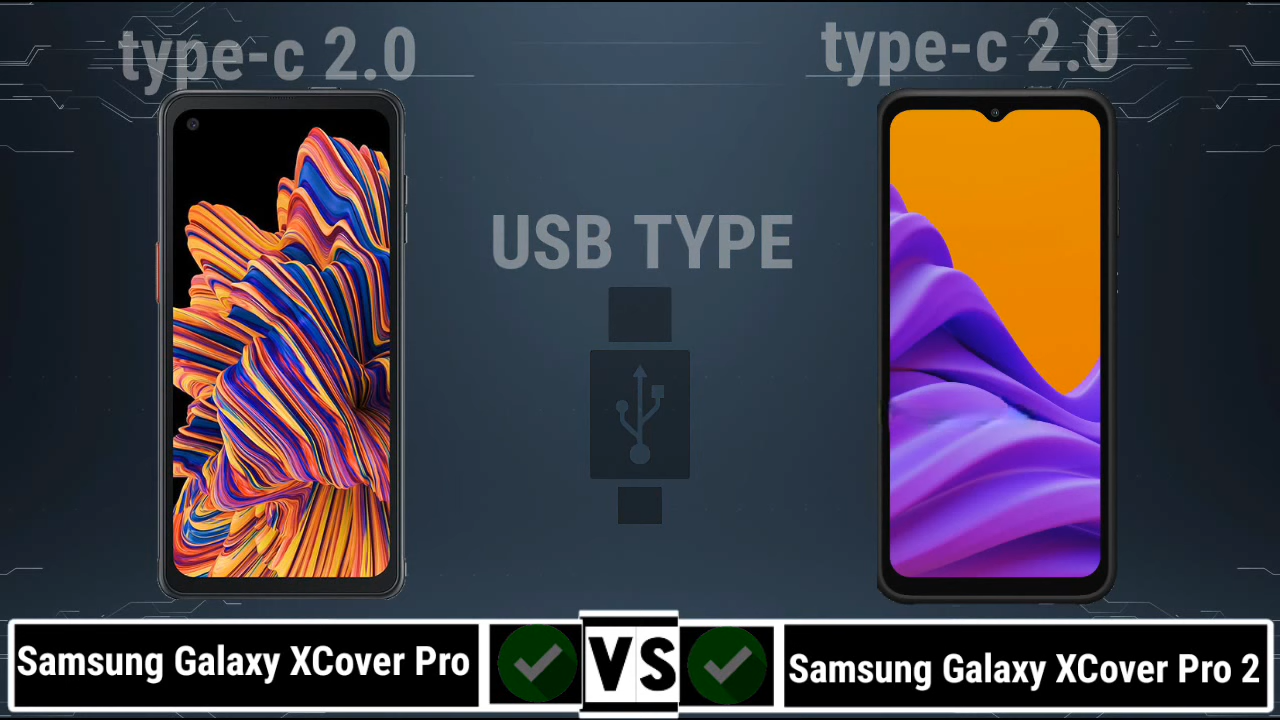 type-c 2.0
type-c 2.0
USB TYPE
Samsung Galaxy XCover Pro
VS
Samsung Galaxy XCover Pro 2